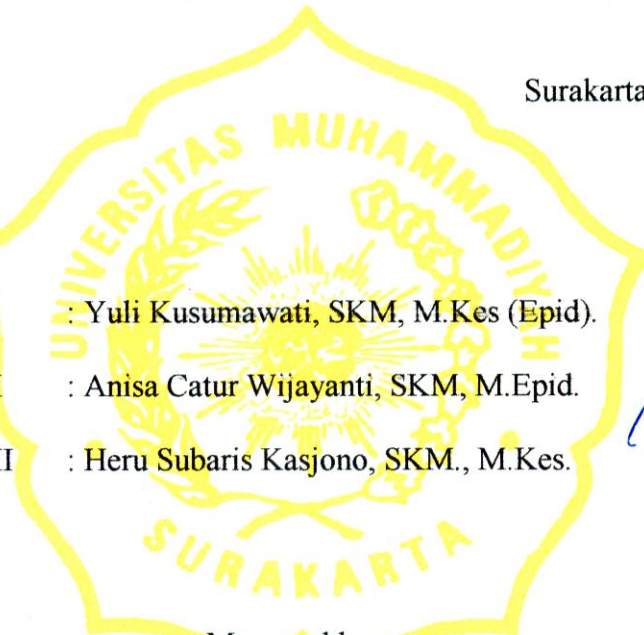 Surakarta
UNIVERSITAS MUHAMMADIYAH
: Yuli Kusumawati, SKM, M.Kes (Epid).
I : Anisa Catur Wijayanti, SKM, M.Epid.
II : Heru Subaris Kasjono, SKM., M.Kes.
SURAKARTA